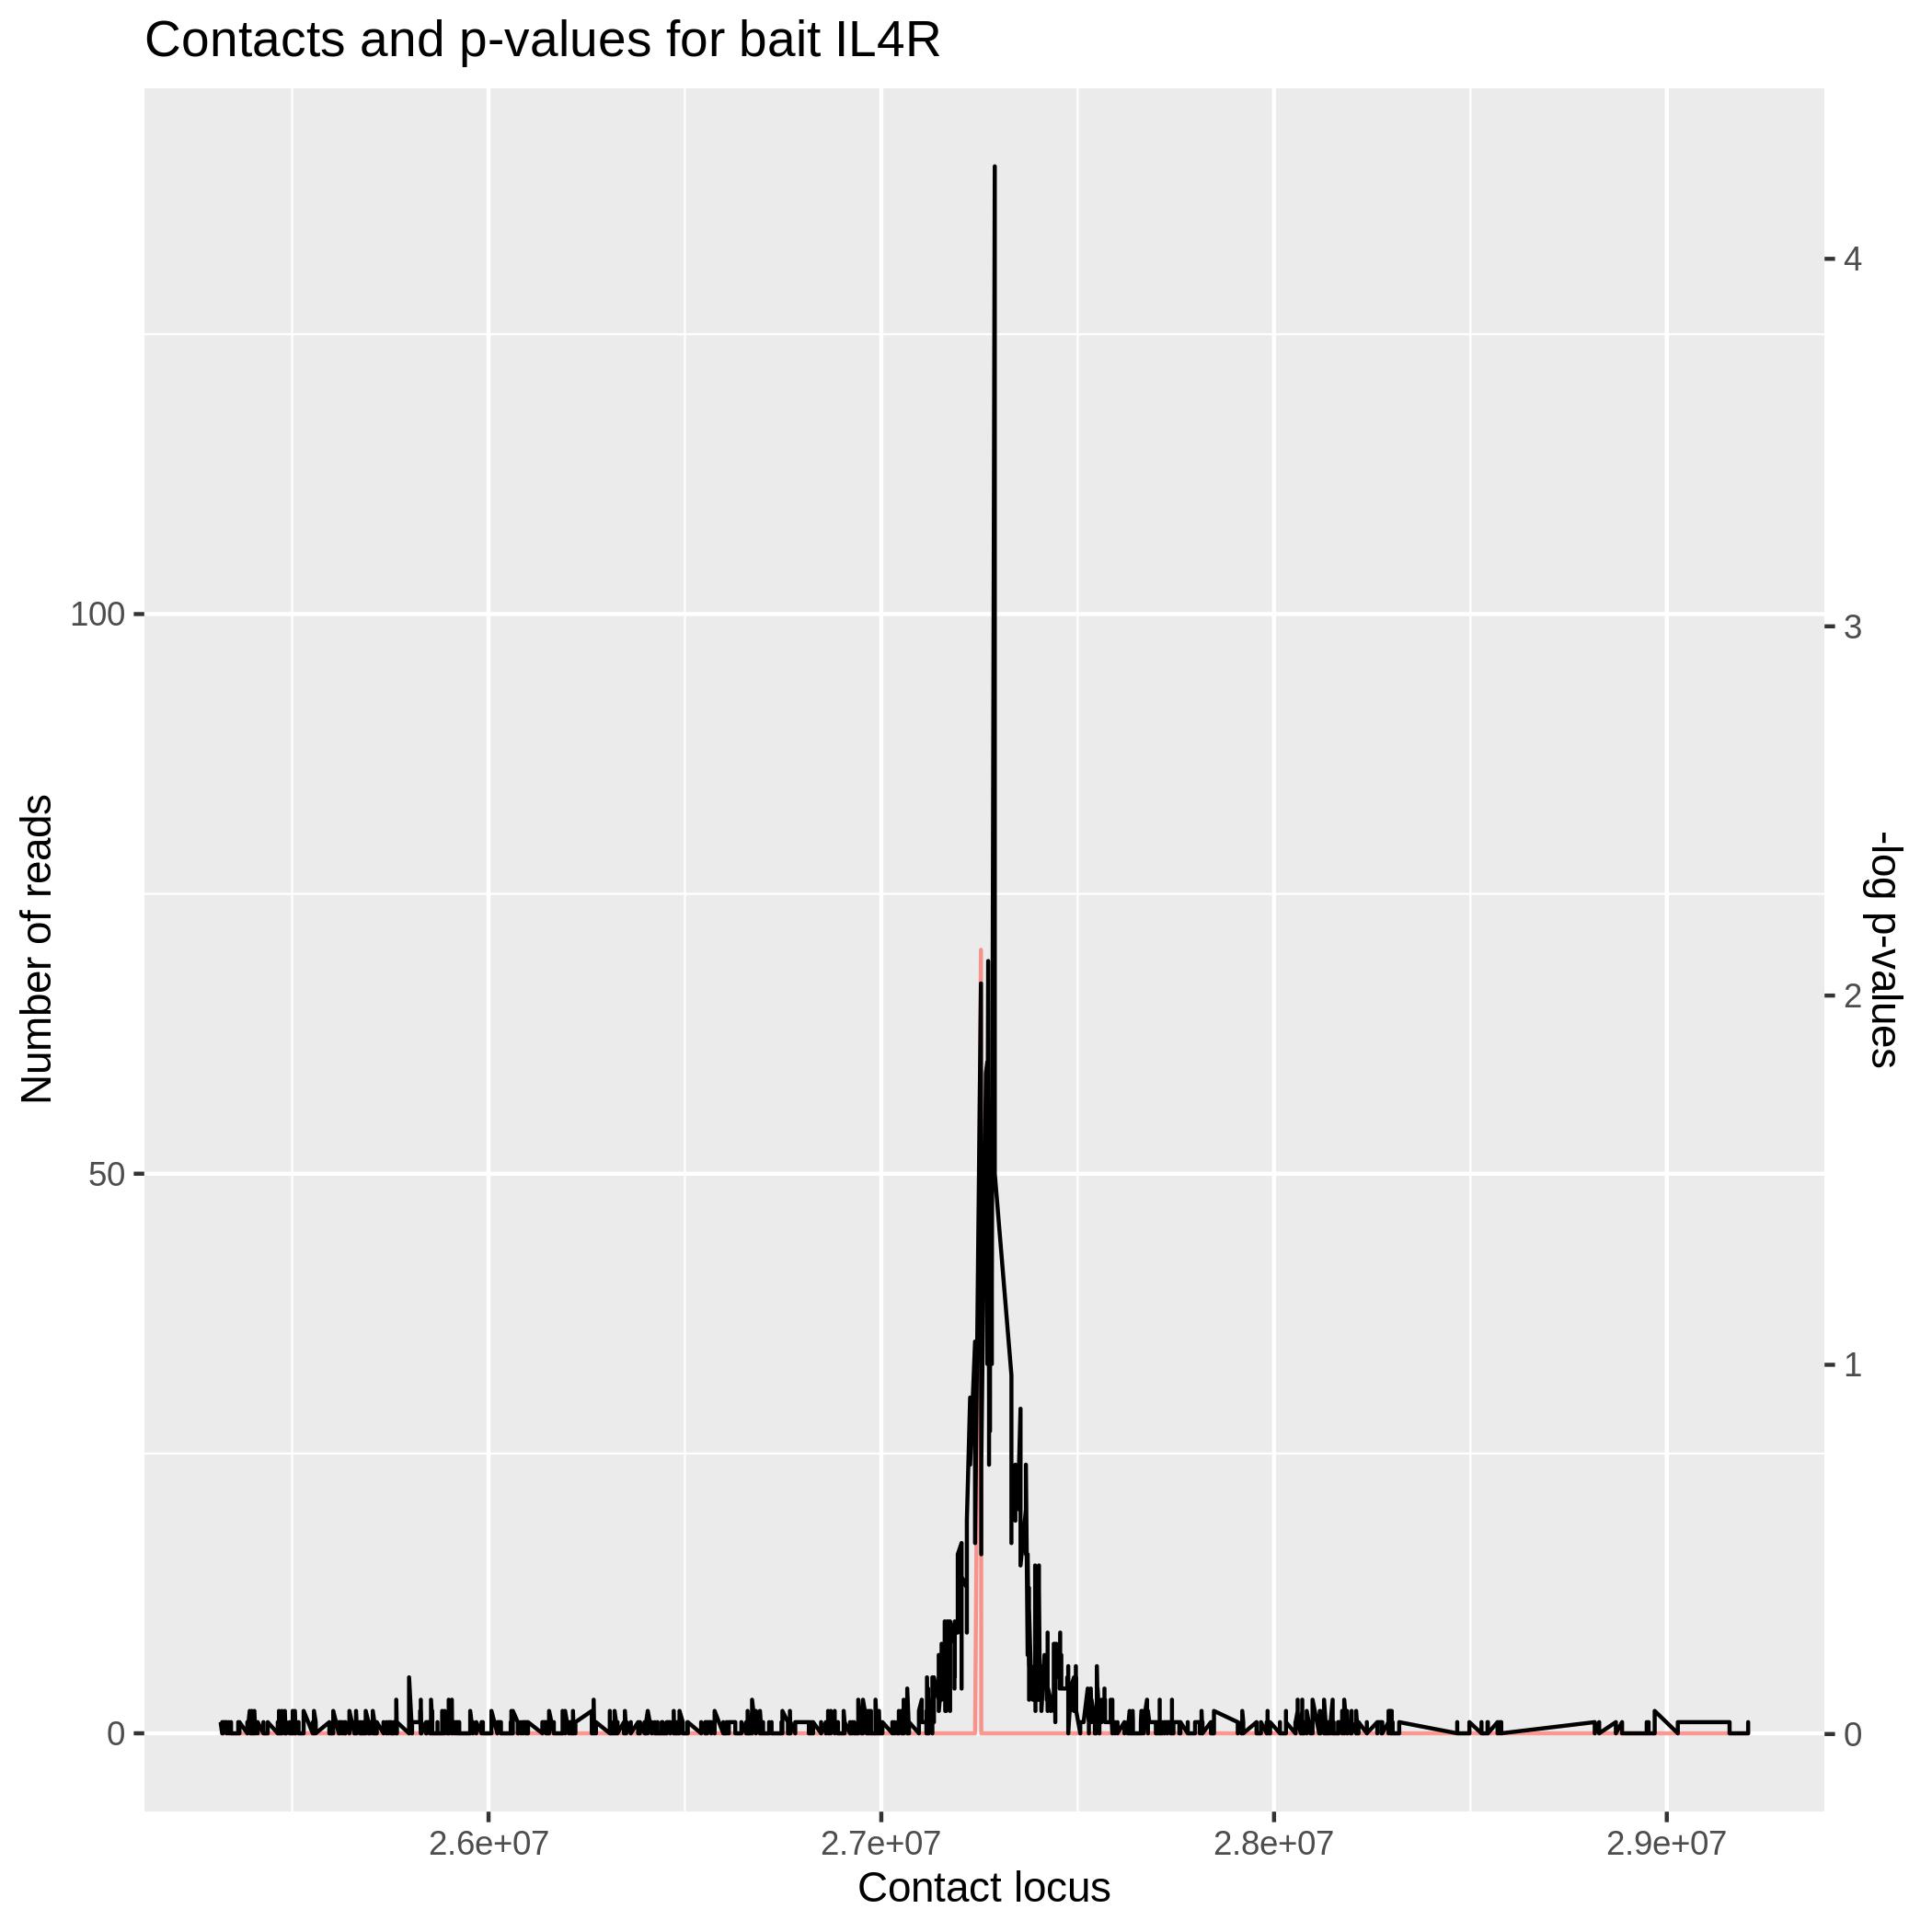 Contacts and p-values for bait IL4R
Number of reads
100
50
0
4
3
2
1
0
-log p-values
2.6e+07
2.7e+07
2.8e+07
2.9e+07
Contact locus